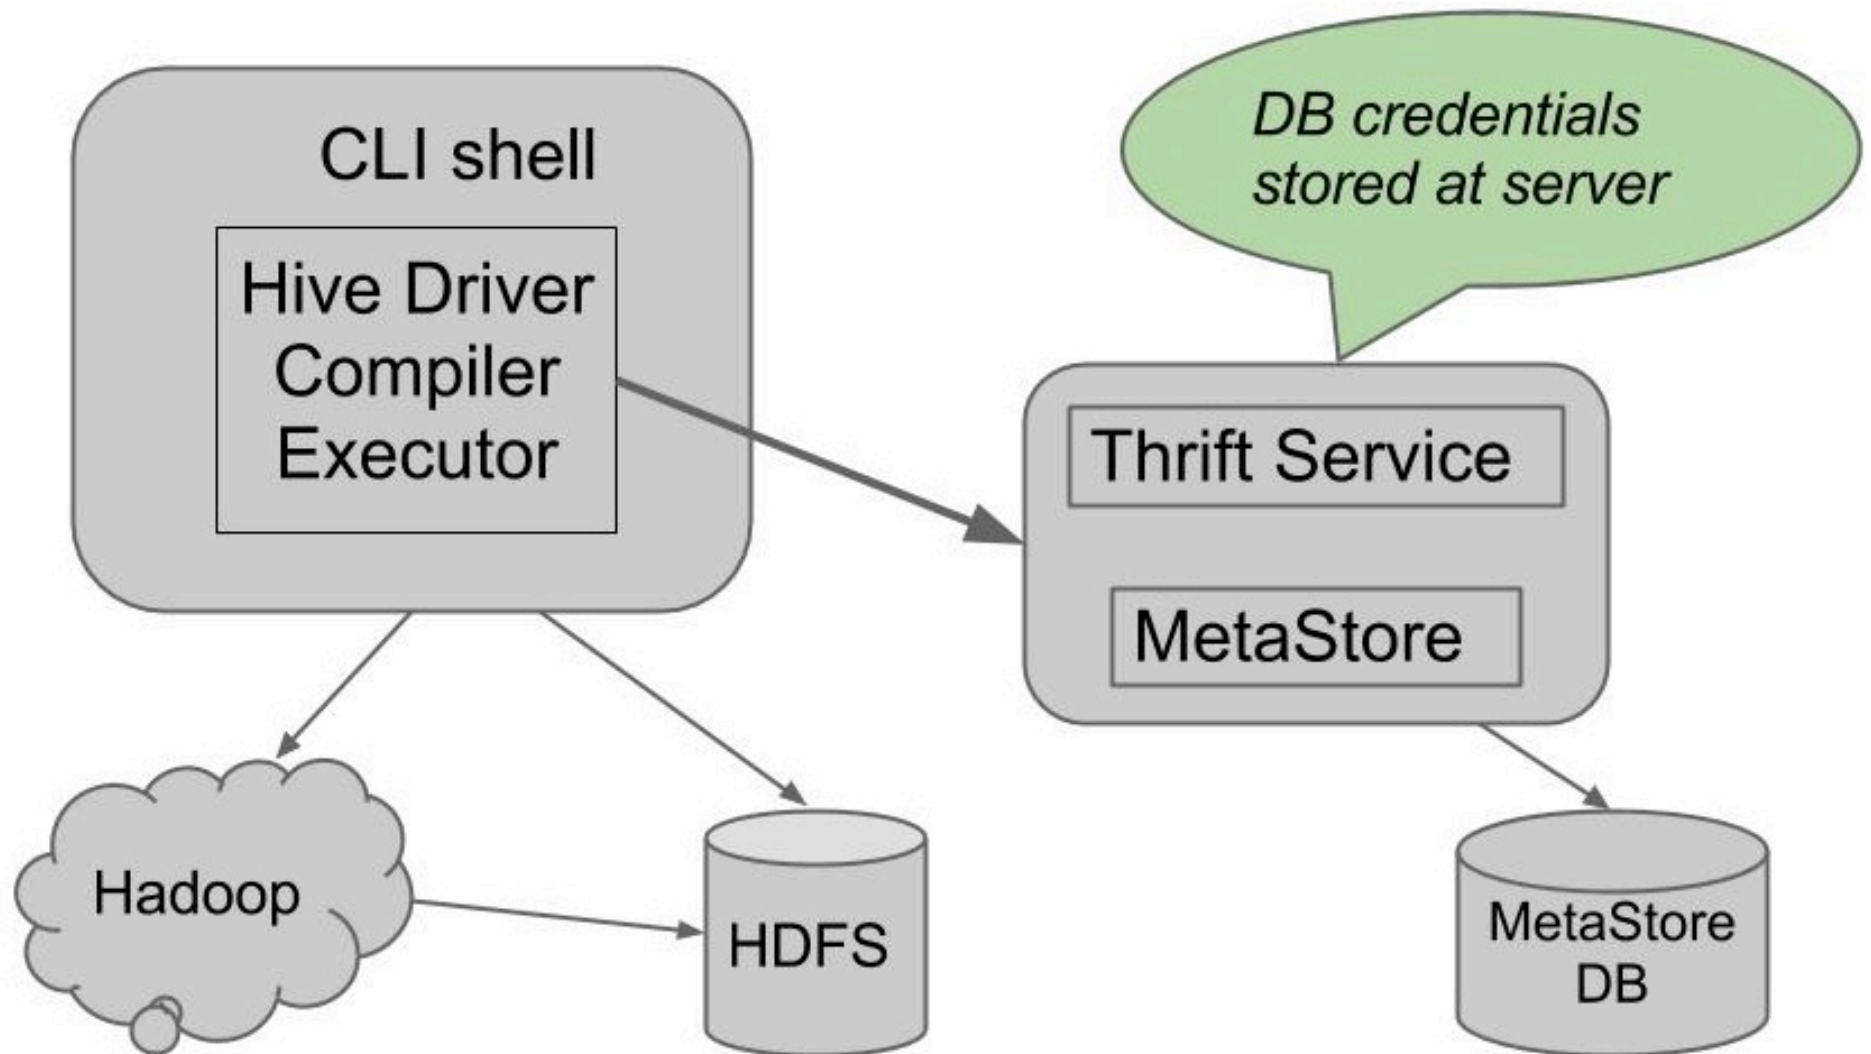 CLI shell
Hive Driver
Compiler
Executor
DB credentials
stored at server
Thrift Service
MetaStore
Hadoop
HDFS
MetaStore
DB